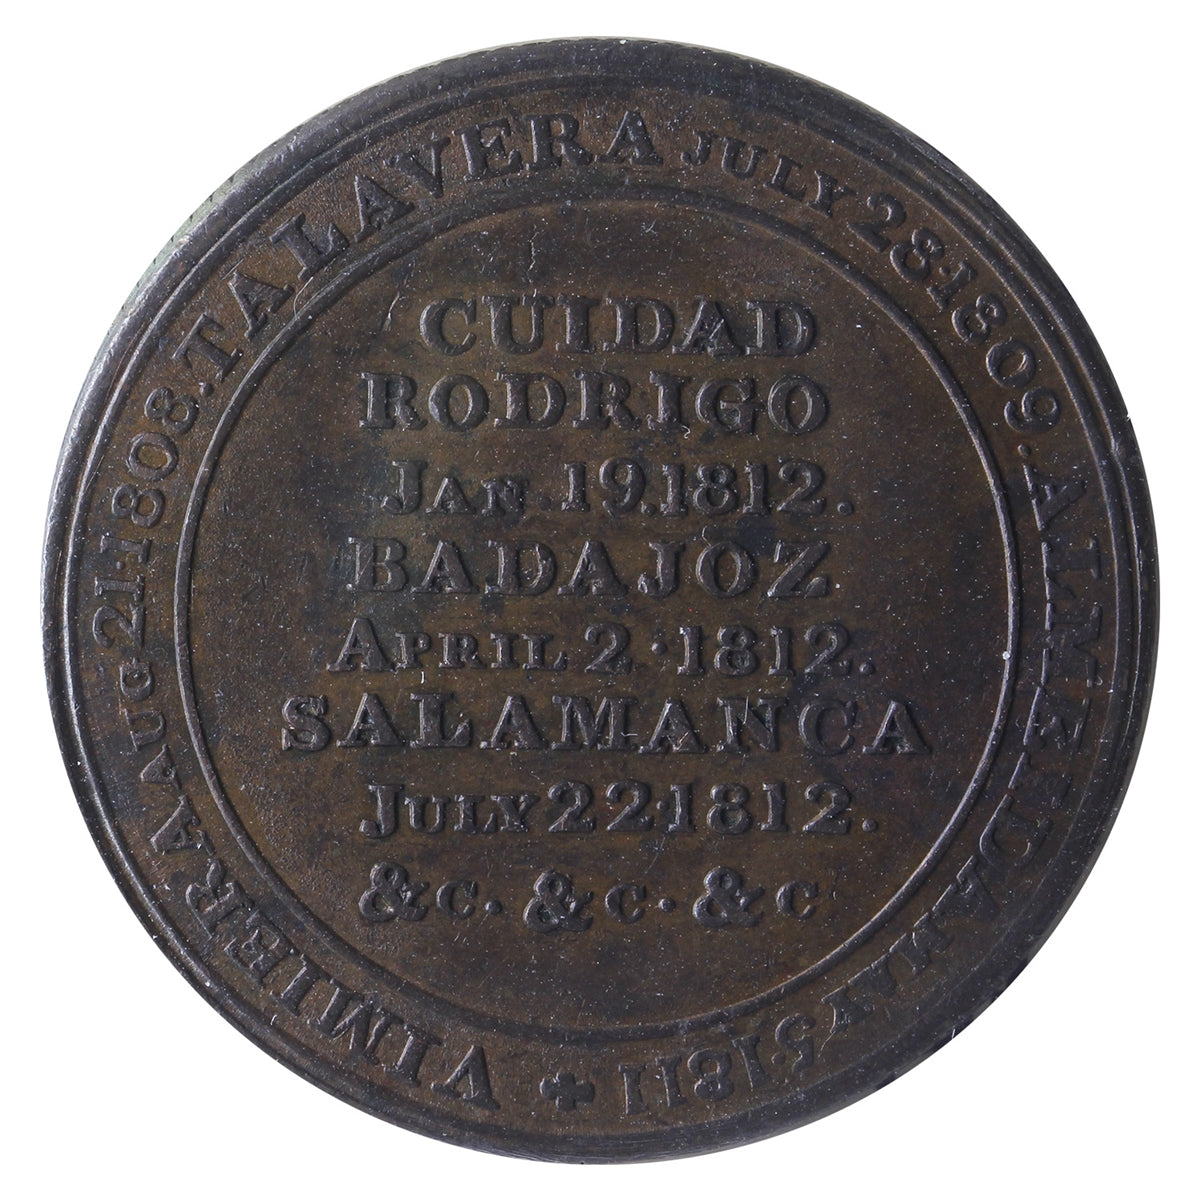 VIMIERA AUG 21·1808. TALAVERA JULY 28·1809. ALMEIDA MAY 5·1811
CUIDAD
RODRIGO
JAN. 19.1812.
BADAJOZ.
APRIL 2·1812.
SALAMANCA
JULY 22·1812.
&C. &C. &C